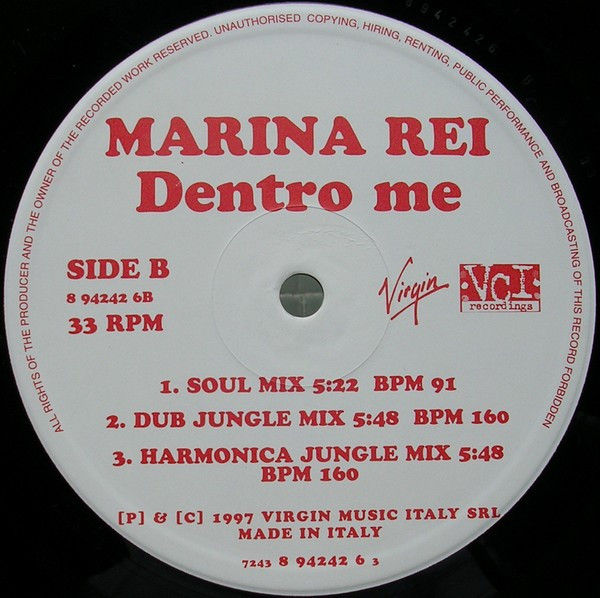 ALL RIGHTS OF THE PRODUCER AND THE OWNER OF THE RECORDED WORK RESERVED. UNAUTHORISED COPYING, HIRING, RENTING, PUBLIC PERFORMANCE AND BROADCASTING OF THIS RECORD FORBIDDEN
MARINA REI
Dentro me
SIDE B
8 94242 6B
33 RPM
Virgin
VCI
recordings
1. SOUL MIX 5:22 BPM 91
2. DUB JUNGLE MIX 5:48 BPM 160
3. HARMONICA JUNGLE MIX 5:48
BPM 160
[P] & [C] 1997 VIRGIN MUSIC ITALY SRL
MADE IN ITALY
7243 8 94242 6 3